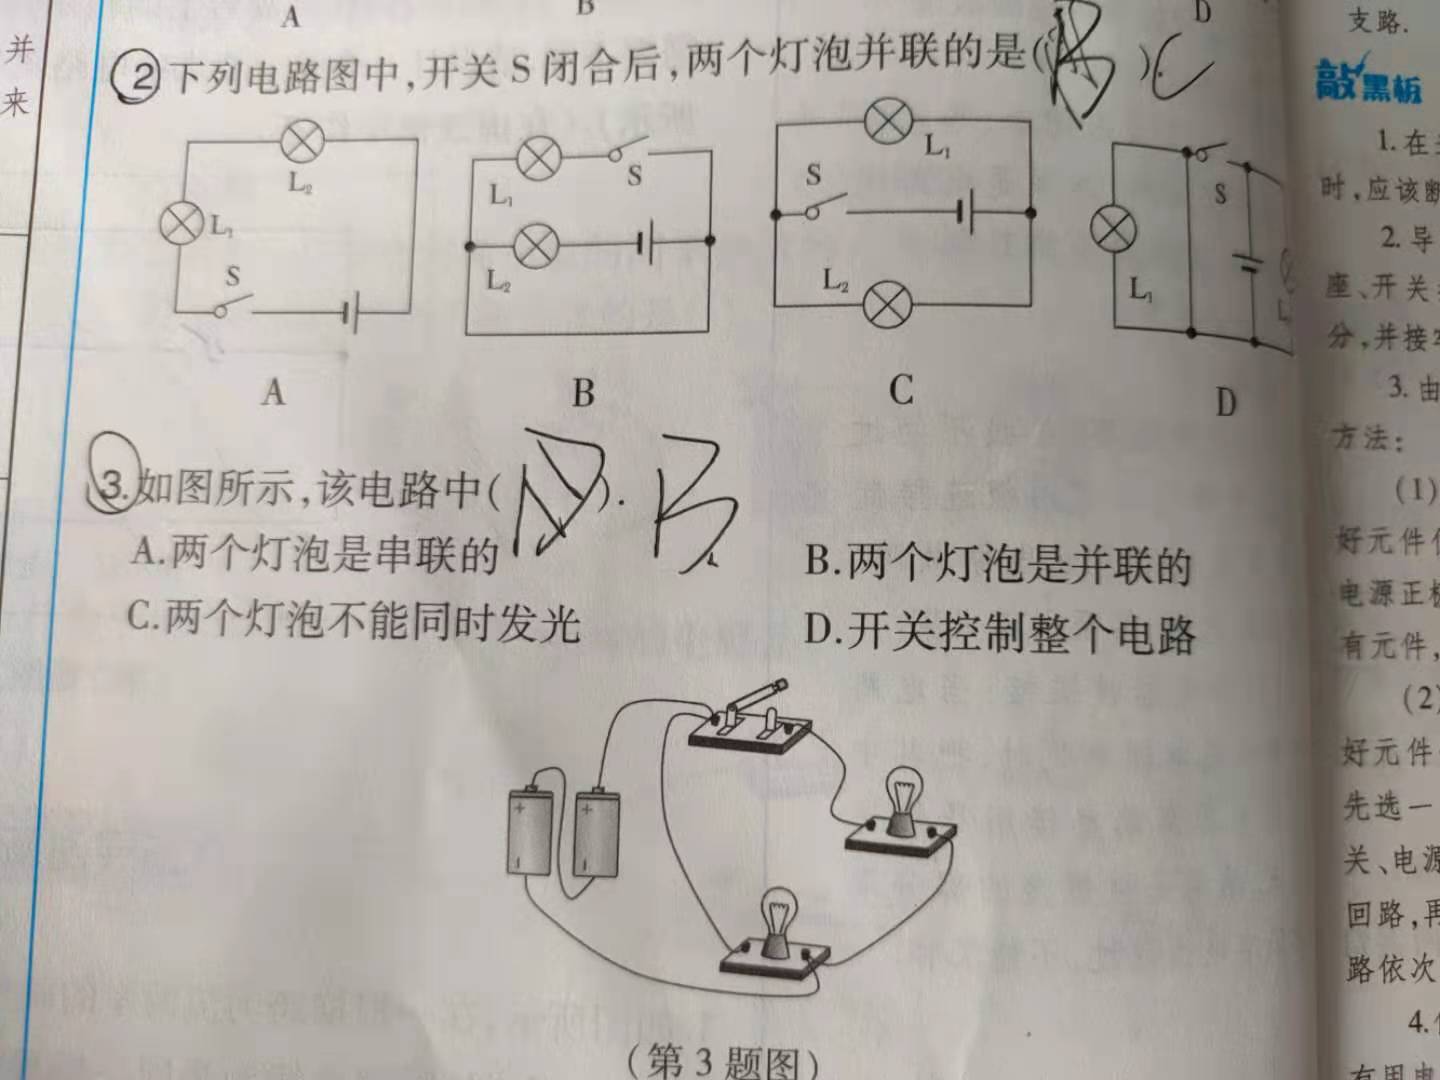 A B D
并
来
2 下列电路图中,开关 S 闭合后,两个灯泡并联的是( B ). C
L₂
L₁
S
A
L₁
S
L₂
B
S
L₁
L₂
C
S
L₁
D
3. 如图所示,该电路中( ). B
A.两个灯泡是串联的
B.两个灯泡是并联的
C.两个灯泡不能同时发光
D.开关控制整个电路
+
+
(第 3 题图)
支路.
敲黑板
1. 在
时,应该断
2. 导
座、开关
分,并接牢
3. 由
方法:
(1)
好元件
电源正极
有元件,
(2)
好元件
先选一
关、电源
回路,再
路依次
4.
有用电